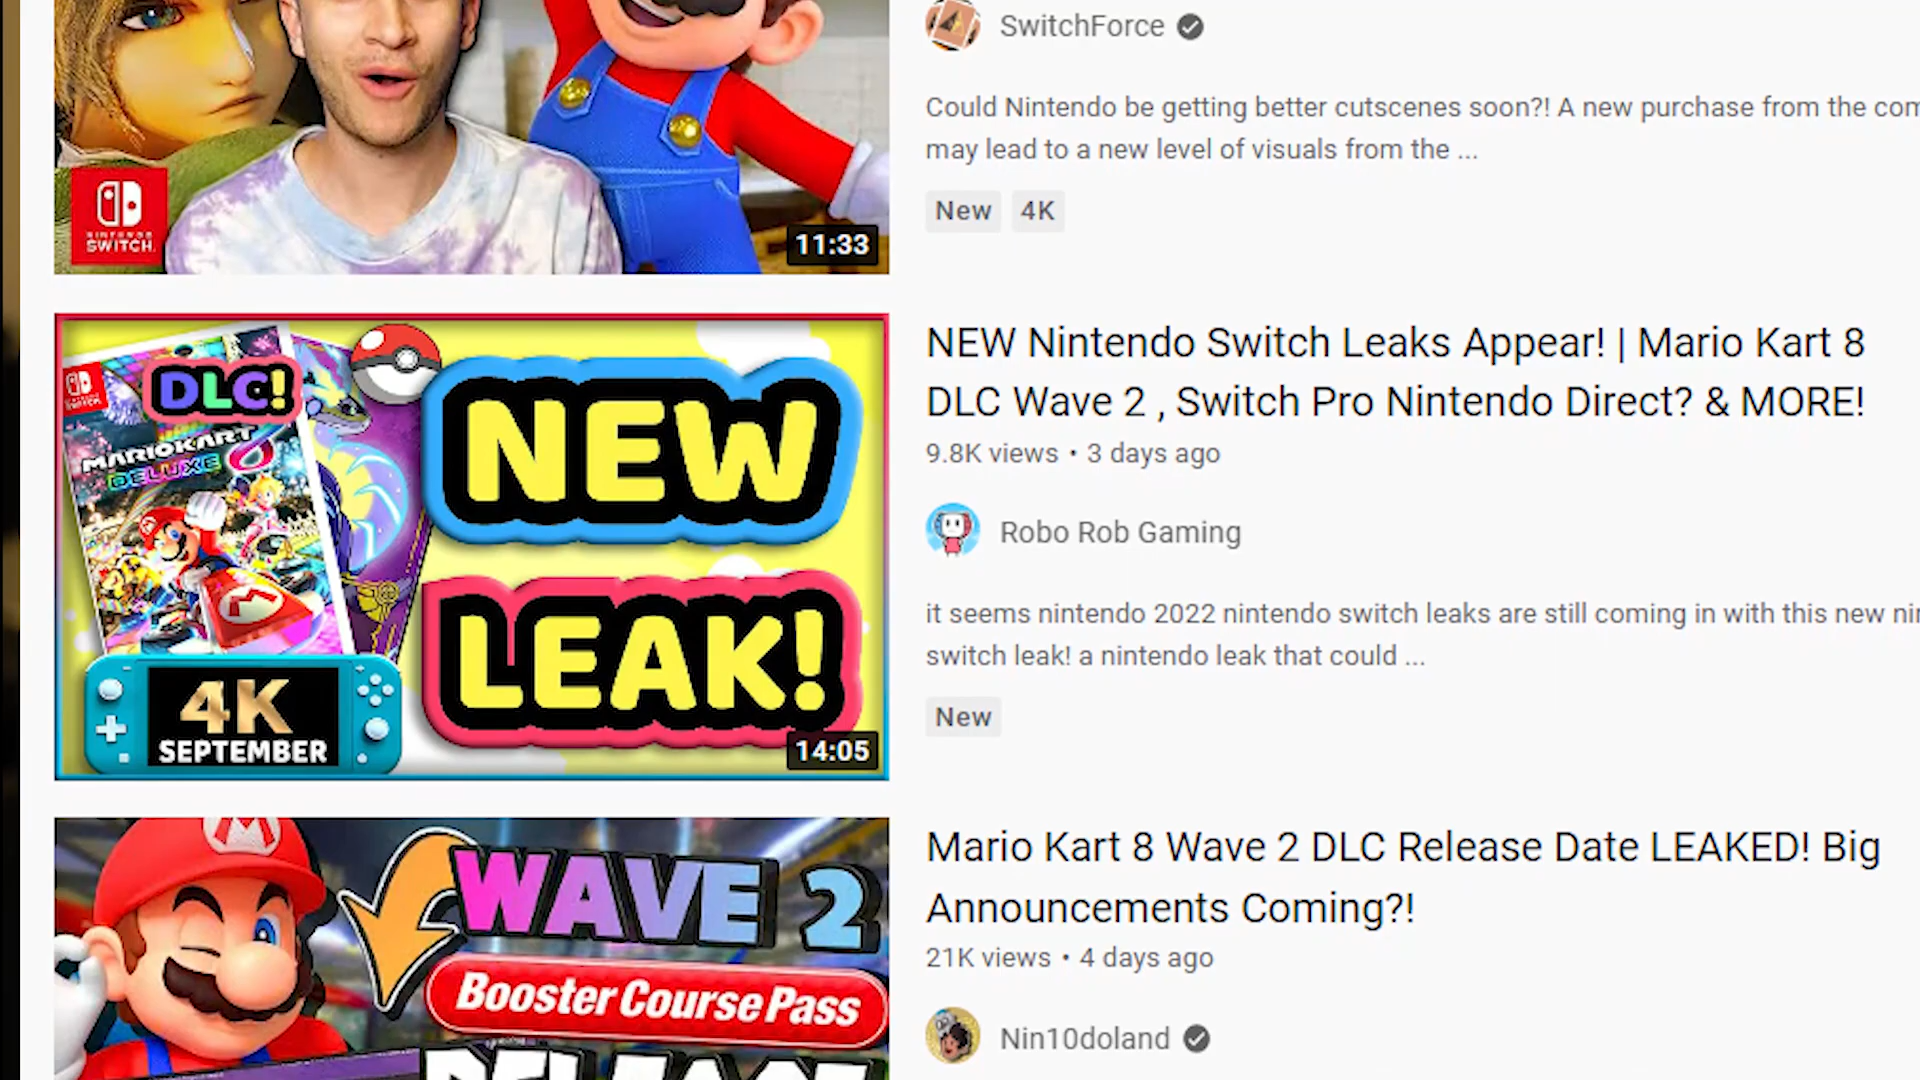 SwitchForce
Could Nintendo be getting better cutscenes soon?! A new purchase from the com
may lead to a new level of visuals from the ...
New 4K
NINTENDO
SWITCH
11:33
NEW Nintendo Switch Leaks Appear! | Mario Kart 8
DLC Wave 2 , Switch Pro Nintendo Direct? & MORE!
9.8K views • 3 days ago
Robo Rob Gaming
it seems nintendo 2022 nintendo switch leaks are still coming in with this new nin
switch leak! a nintendo leak that could ...
New
DLC!
MARIOKART
DELUXE 8
NEW
LEAK!
4K
SEPTEMBER
14:05
Mario Kart 8 Wave 2 DLC Release Date LEAKED! Big
Announcements Coming?!
21K views • 4 days ago
Nin10doland
WAVE 2
Booster Course Pass
RELEASE